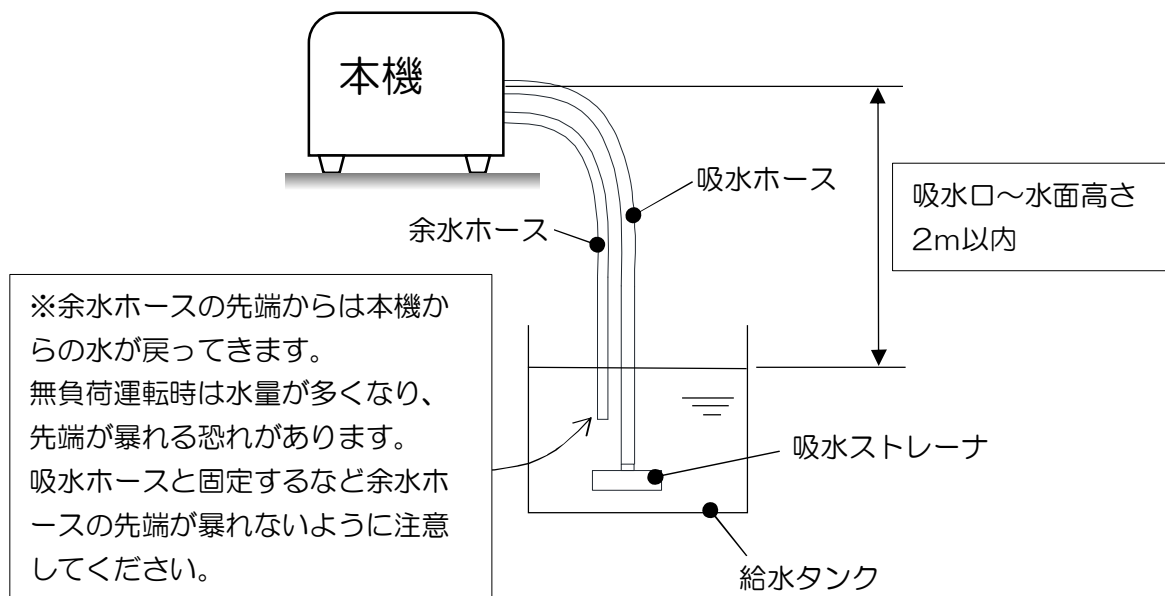 本機
吸水ホース
余水ホース
吸水口～水面高さ
2m以内
※余水ホースの先端からは本機か
らの水が戻ってきます。
無負荷運転時は水量が多くなり、
先端が暴れる恐れがあります。
吸水ホースと固定するなど余水ホ
ースの先端が暴れないように注意
してください。
吸水ストレーナ
給水タンク